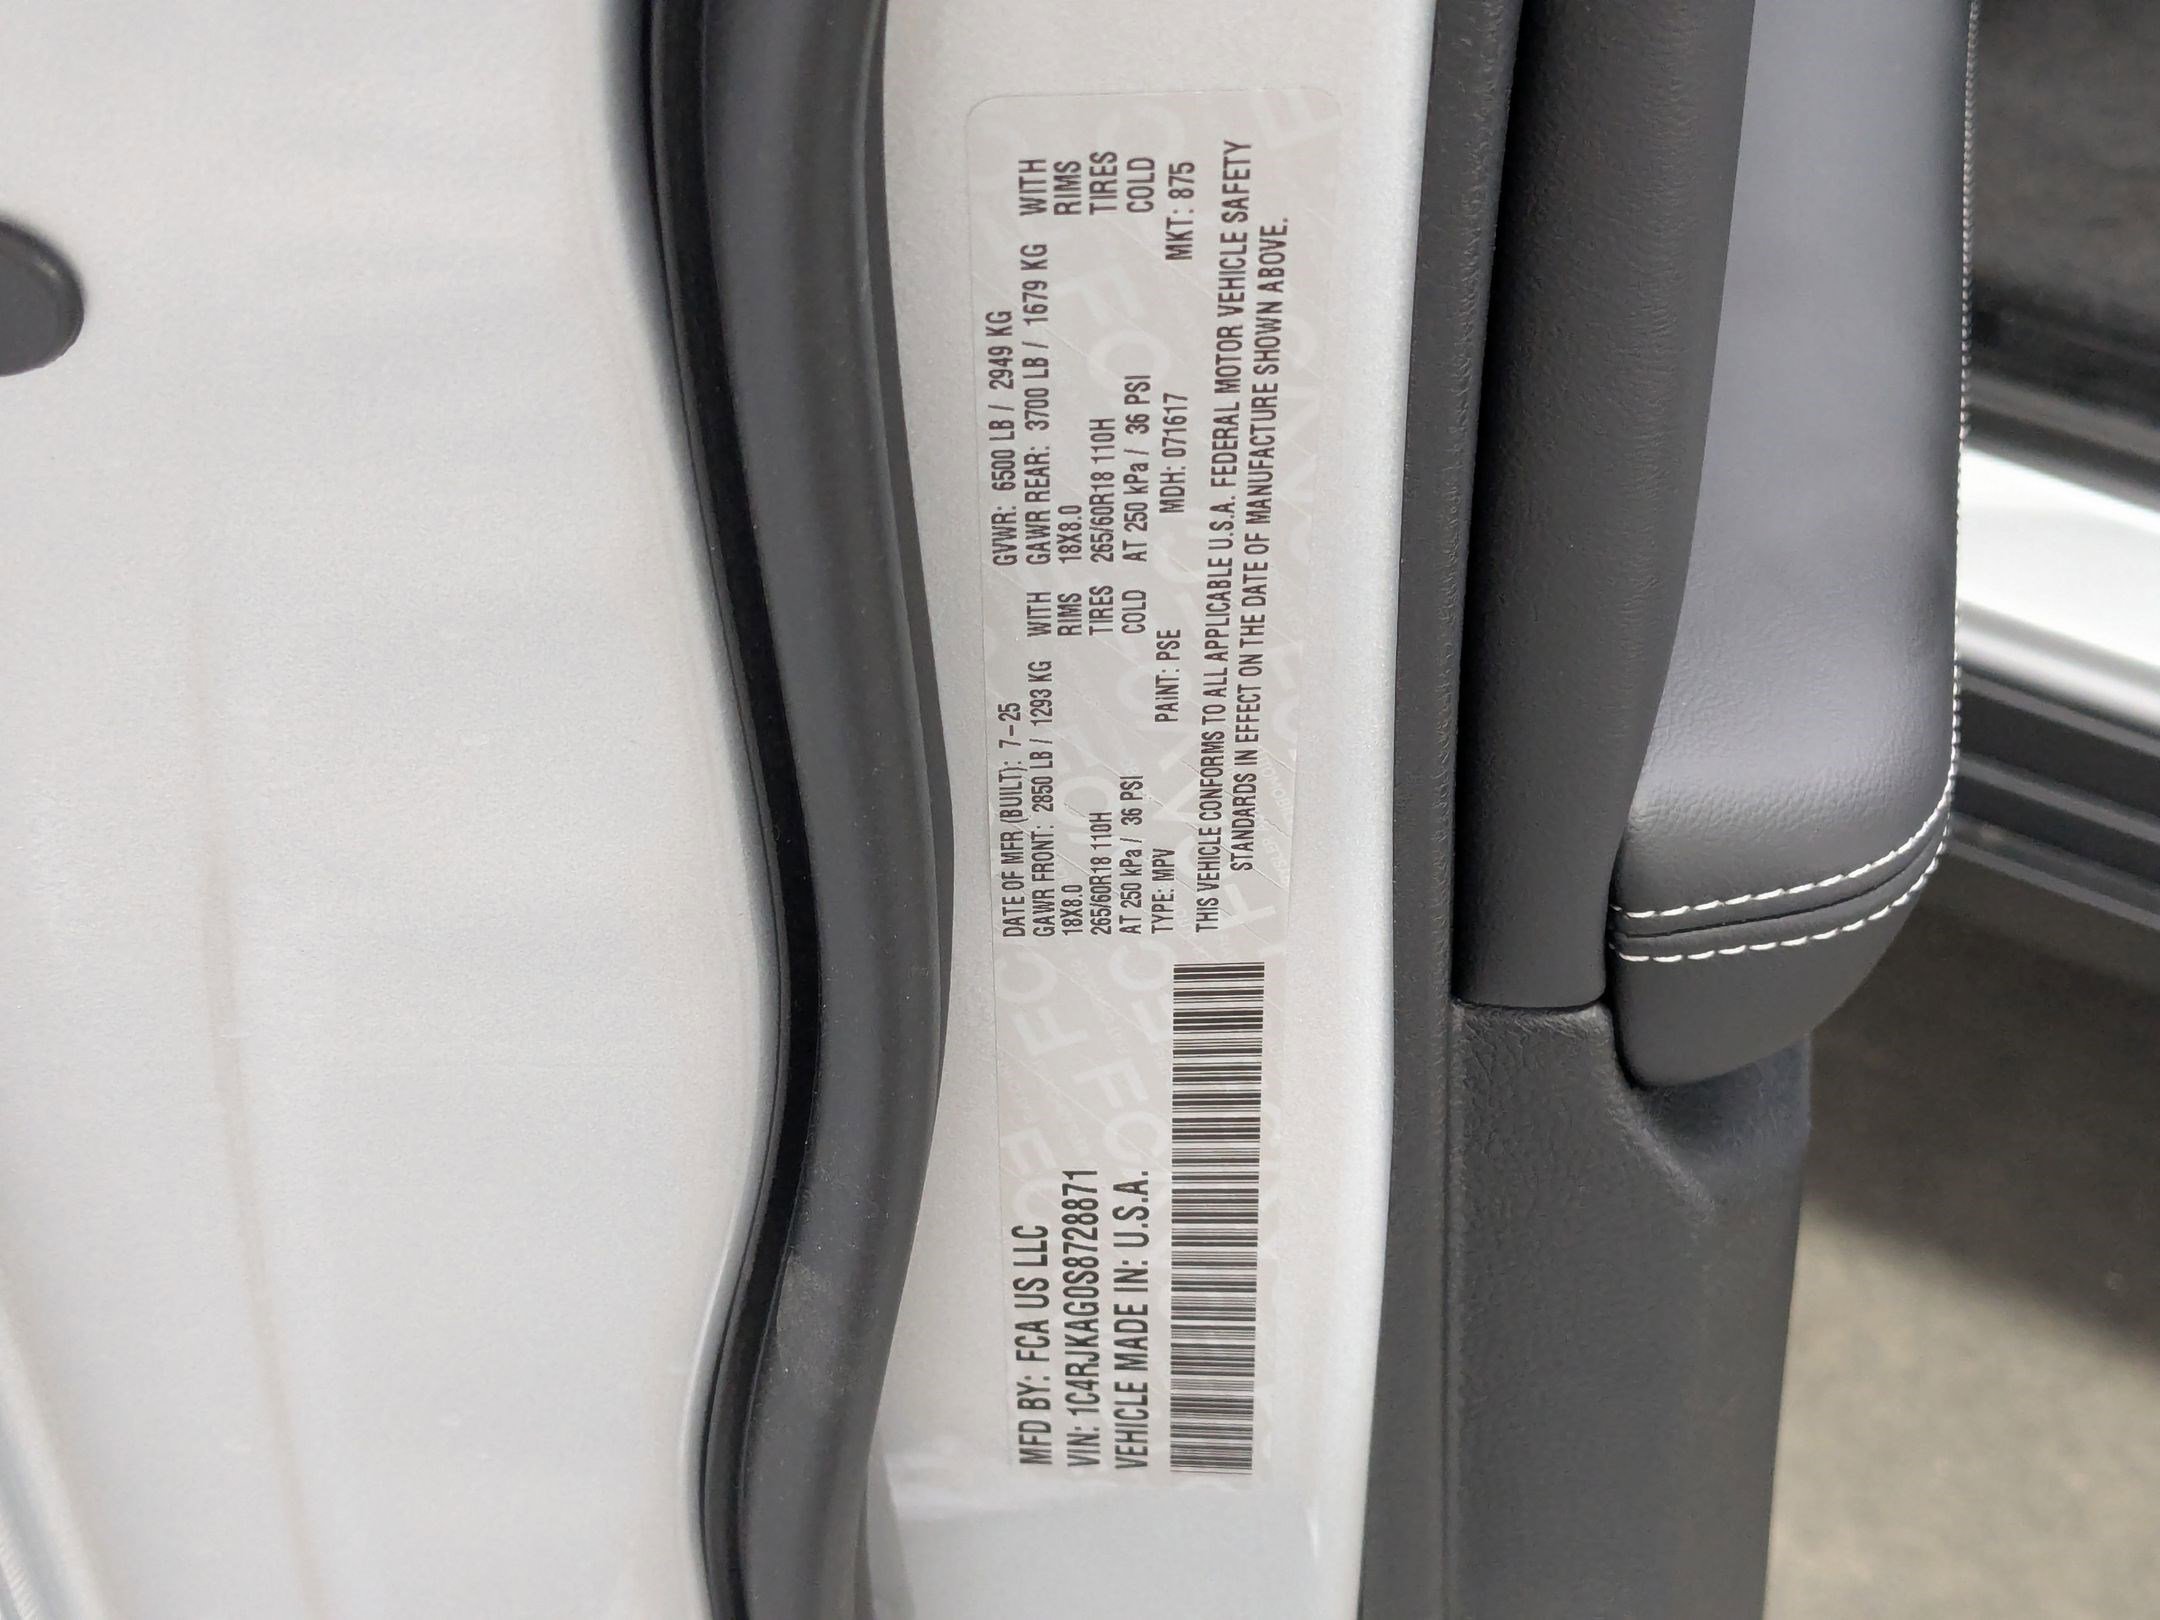 MFD BY: FCA US LLC
VIN: 1C4RJKAG0S8728871
VEHICLE MADE IN: U.S.A.
DATE OF MFR (BUILT): 7-25 GVWR: 6500 LB / 2949 KG
GAWR FRONT: 2850 LB / 1293 KG WITH GAWR REAR: 3700 LB / 1679 KG WITH
18X8.0 RIMS 18X8.0 RIMS
265/60R18 110H TIRES 265/60R18 110H TIRES
AT 250 kPa / 36 PSI COLD AT 250 kPa / 36 PSI COLD
TYPE: MPV PAINT: PSE MDH: 071617 MKT: 875
THIS VEHICLE CONFORMS TO ALL APPLICABLE U.S.A. FEDERAL MOTOR VEHICLE SAFETY
STANDARDS IN EFFECT ON THE DATE OF MANUFACTURE SHOWN ABOVE.